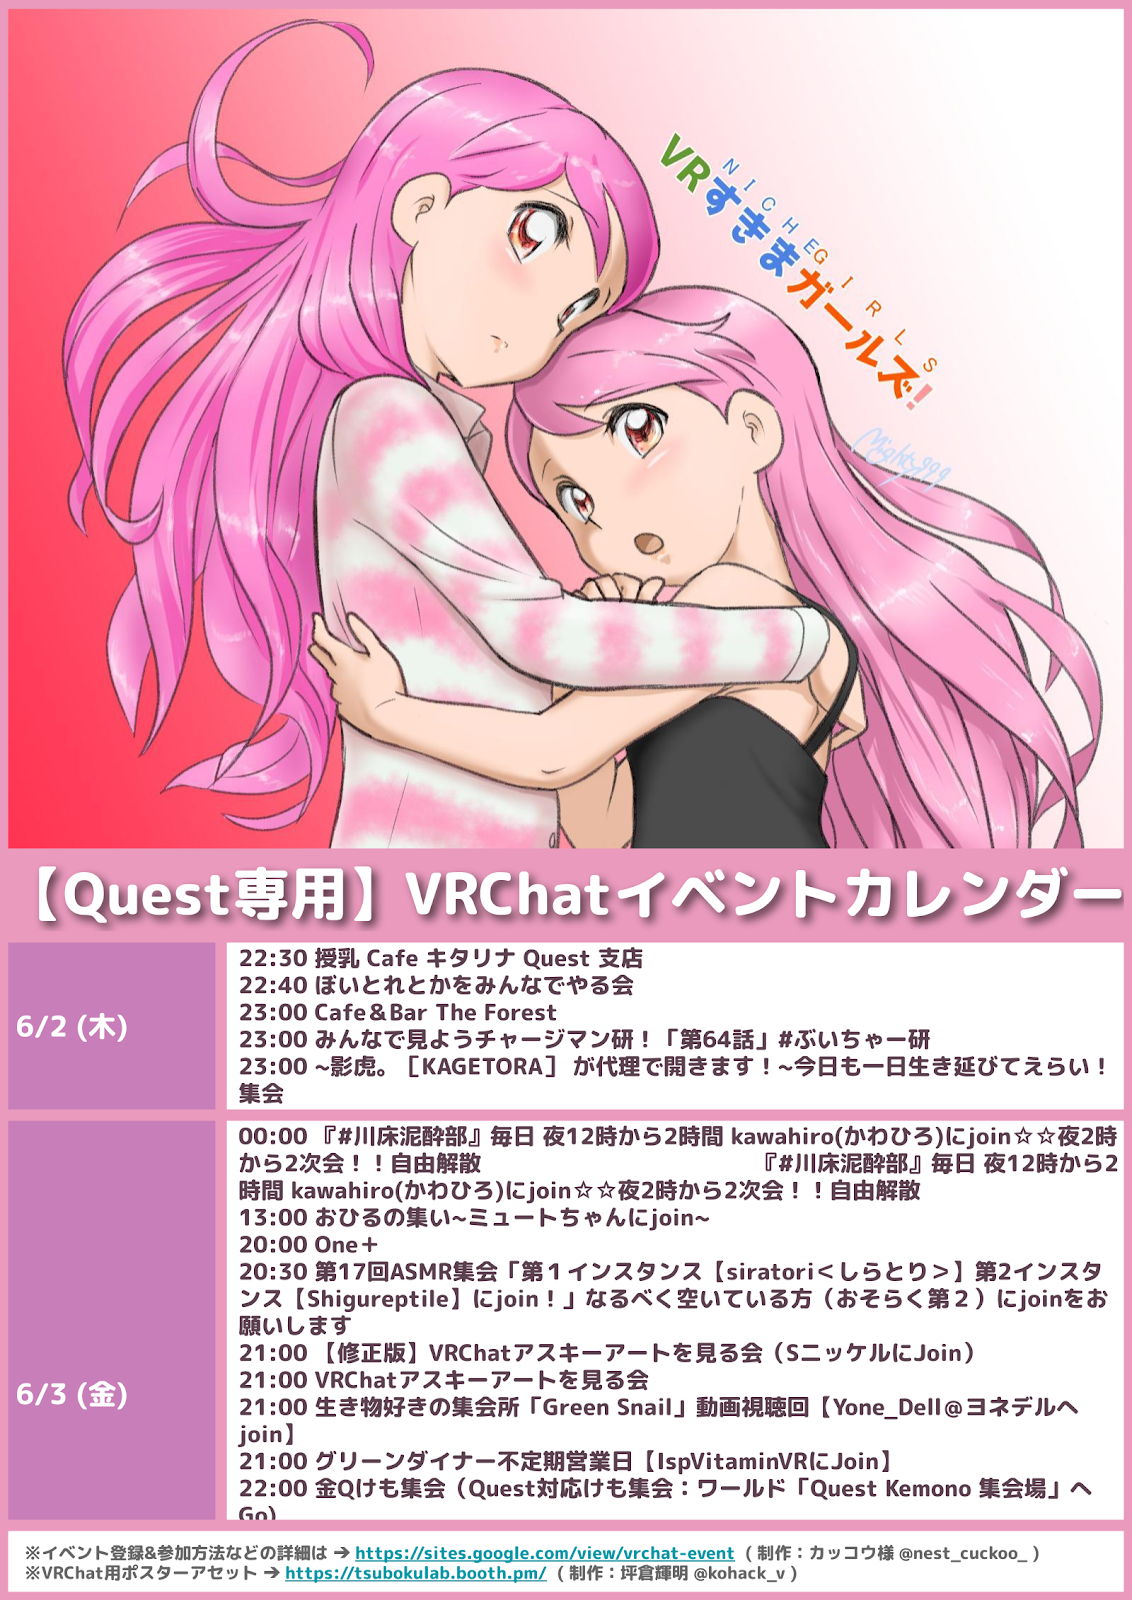 NICHE GIRLS
VRすきまガールズ!
Mighty999
【Quest専用】VRChatイベントカレンダー
6/2 (木)
22:30 授乳 Cafe キタリナ Quest 支店
22:40 ぼいとれとかをみんなでやる会
23:00 Cafe＆Bar The Forest
23:00 みんなで見ようチャージマン研！「第64話」#ぶいちゃー研
23:00 ~影虎。［KAGETORA］ が代理で開きます！~今日も一日生き延びてえらい！
集会
6/3 (金)
00:00 『#川床泥酔部』毎日 夜12時から2時間 kawahiro(かわひろ)にjoin☆☆夜2時
から2次会！！自由解散 『#川床泥酔部』毎日 夜12時から2
時間 kawahiro(かわひろ)にjoin☆☆夜2時から2次会！！自由解散
13:00 おひるの集い~ミュートちゃんにjoin~
20:00 One＋
20:30 第17回ASMR集会「第１インスタンス【siratori＜しらとり＞】第2インスタ
ンス【Shigureptile】にjoin！」なるべく空いている方（おそらく第２）にjoinをお
願いします
21:00 【修正版】VRChatアスキーアートを見る会（SニッケルにJoin）
21:00 VRChatアスキーアートを見る会
21:00 生き物好きの集会所「Green Snail」動画視聴回【Yone_Dell＠ヨネデルへ
join】
21:00 グリーンダイナー不定期営業日【IspVitaminVRにJoin】
22:00 金Qけも集会（Quest対応けも集会：ワールド「Quest Kemono 集会場」へ
Go)
※イベント登録&参加方法などの詳細は → https://sites.google.com/view/vrchat-event ( 制作：カッコウ様 @nest_cuckoo_ )
※VRChat用ポスターアセット → https://tsubokulab.booth.pm/ ( 制作：坪倉輝明 @kohack_v )